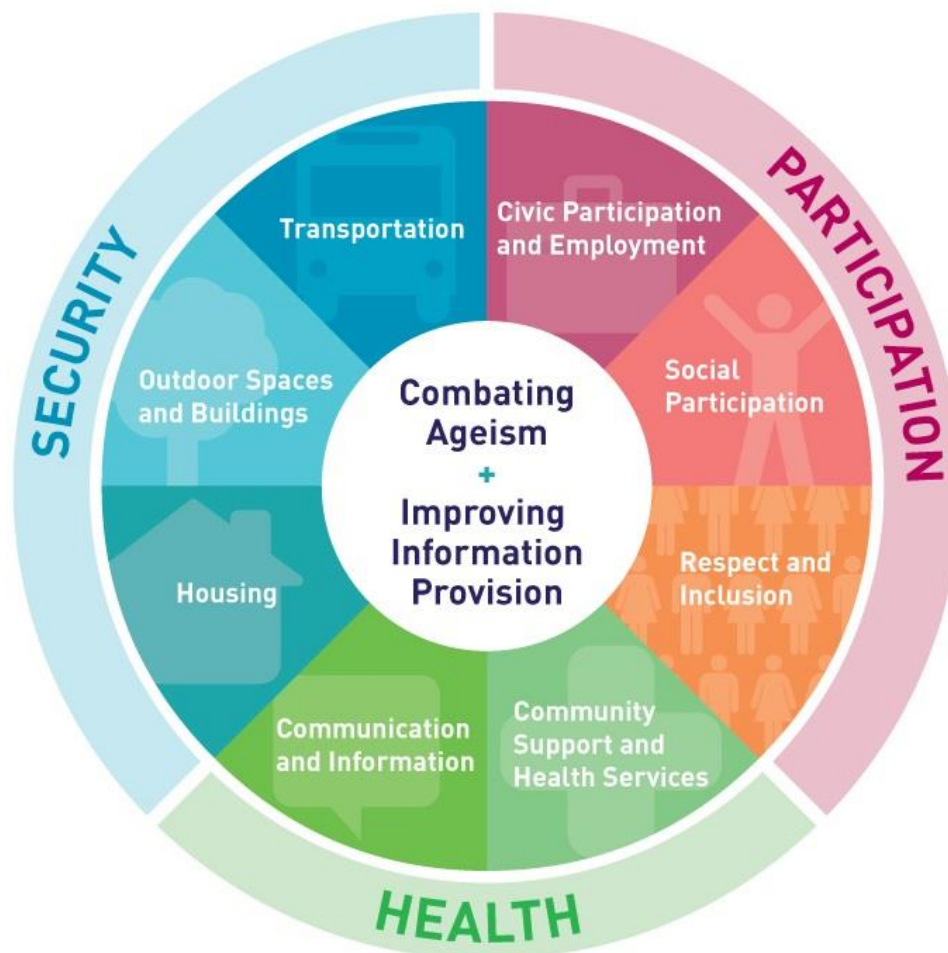 SECURITY
PARTICIPATION
HEALTH
Transportation
Civic Participation
and Employment
Social
Participation
Respect and
Inclusion
Community
Support and
Health Services
Communication
and Information
Housing
Outdoor Spaces
and Buildings
Combating
Ageism
+
Improving
Information
Provision